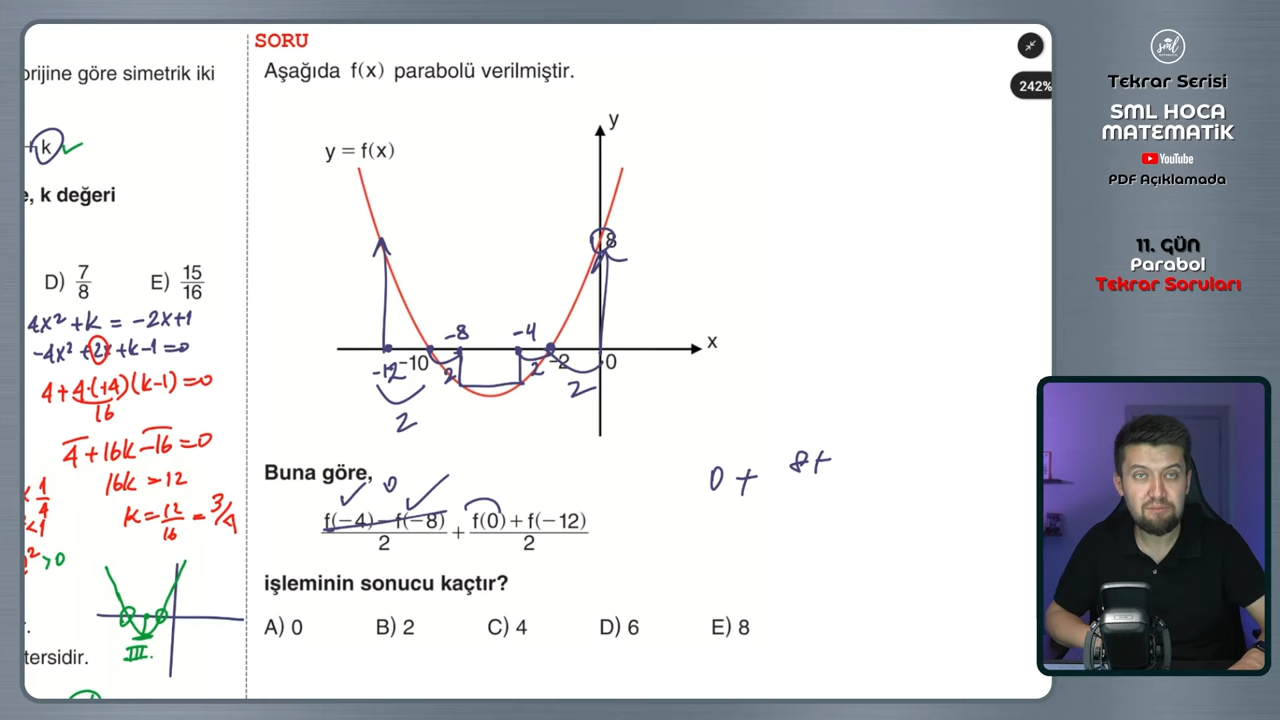 orijine göre simetrik iki
+k
e, k değeri
D) 7/8 E) 15/16
4x² + k = -2x+1
-4x² +2x +k-1 =0
4+4·(+4)(k-1)=0
16
4+16k-16=0
16k=12
k=12/16=3/4
1/4
<1
² >0
III.
tersidir.
SORU
Aşağıda f(x) parabolü verilmiştir.
y = f(x)
y
8
-8
-4
x
-12
-10
2
2
-2
0
2
2
Buna göre,
0
f(−4) − f(−8)/2 + f(0) + f(−12)/2
0 + 8+
işleminin sonucu kaçtır?
A) 0 B) 2 C) 4 D) 6 E) 8
242%
sml
Tekrar Serisi
SML HOCA
MATEMATİK
YouTube
PDF Açıklamada
11. GÜN
Parabol
Tekrar Soruları